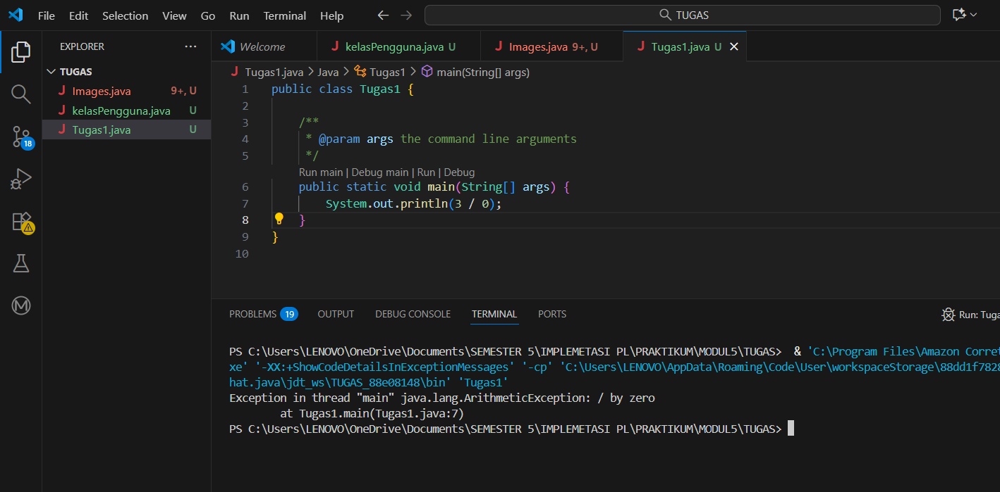 File Edit Selection View Go Run Terminal Help TUGAS
EXPLORER
TUGAS
Images.java 9+, U
kelasPengguna.java U
Tugas1.java U
18
Welcome kelasPengguna.java U Images.java 9+, U Tugas1.java U
Tugas1.java > Java > Tugas1 > main(String[] args)
1 public class Tugas1 {
2
3 /**
4 * @param args the command line arguments
5 */
Run main | Debug main | Run | Debug
6 public static void main(String[] args) {
7 System.out.println(3 / 0);
8 }
9 }
10
PROBLEMS 19 OUTPUT DEBUG CONSOLE TERMINAL PORTS Run: Tuga
PS C:\Users\LENOVO\OneDrive\Documents\SEMESTER 5\IMPLEMETASI PL\PRAKTIKUM\MODUL5\TUGAS> & 'C:\Program Files\Amazon Corret
xe' '-XX:+ShowCodeDetailsInExceptionMessages' '-cp' 'C:\Users\LENOVO\AppData\Roaming\Code\User\workspaceStorage\88dd1f7828
hat.java\jdt_ws\TUGAS_88e08148\bin' 'Tugas1'
Exception in thread "main" java.lang.ArithmeticException: / by zero
at Tugas1.main(Tugas1.java:7)
PS C:\Users\LENOVO\OneDrive\Documents\SEMESTER 5\IMPLEMETASI PL\PRAKTIKUM\MODUL5\TUGAS>